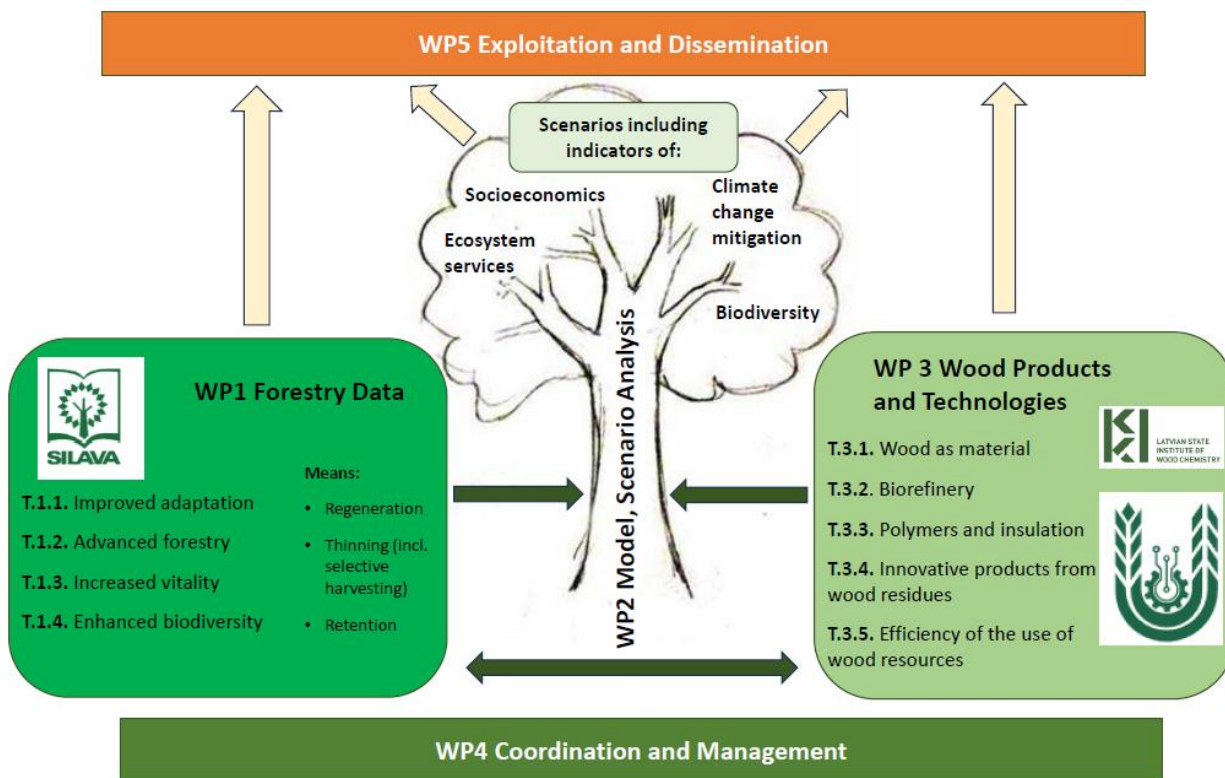 WP5 Exploitation and Dissemination
Scenarios including
indicators of:
Socioeconomics
Climate
change
mitigation
Ecosystem
services
Biodiversity
WP2 Model, Scenario Analysis
SILAVA
WP1 Forestry Data
T.1.1. Improved adaptation
T.1.2. Advanced forestry
T.1.3. Increased vitality
T.1.4. Enhanced biodiversity
Means:
• Regeneration
• Thinning (incl.
selective
harvesting)
• Retention
WP 3 Wood Products
and Technologies
KKI
LATVIAN STATE
INSTITUTE OF
WOOD CHEMISTRY
T.3.1. Wood as material
T.3.2. Biorefinery
T.3.3. Polymers and insulation
T.3.4. Innovative products from
wood residues
T.3.5. Efficiency of the use of
wood resources
WP4 Coordination and Management